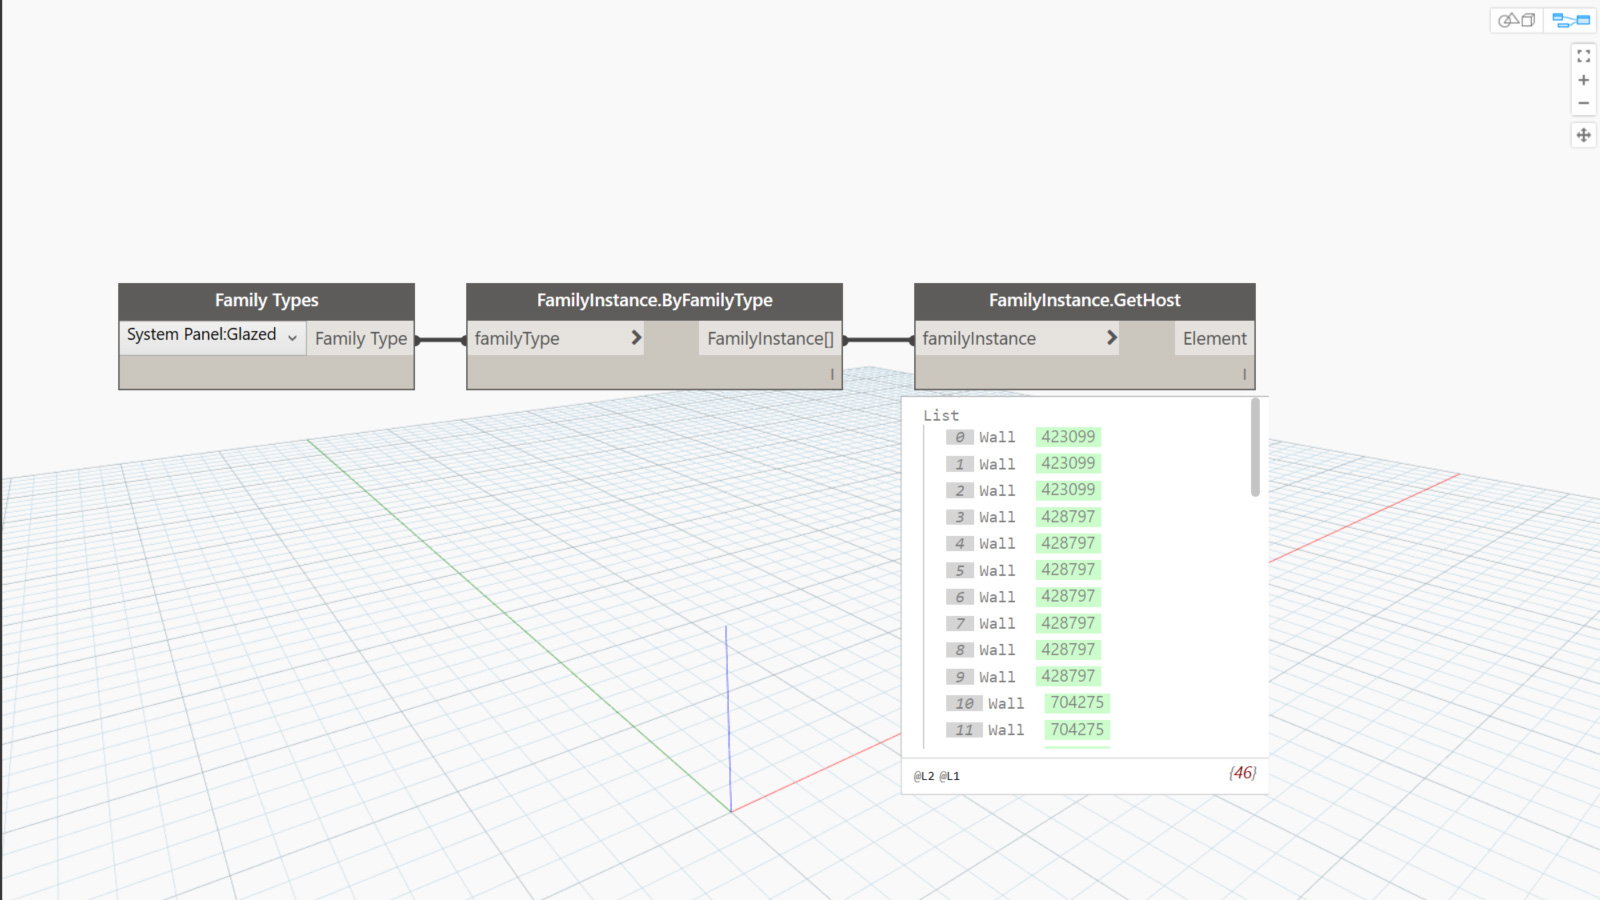 Family Types
System Panel:Glazed
Family Type
FamilyInstance.ByFamilyType
familyType
FamilyInstance[]
FamilyInstance.GetHost
familyInstance
Element
List
0 Wall 423099
1 Wall 423099
2 Wall 423099
3 Wall 428797
4 Wall 428797
5 Wall 428797
6 Wall 428797
7 Wall 428797
8 Wall 428797
9 Wall 428797
10 Wall 704275
11 Wall 704275
@L2 @L1
{46}